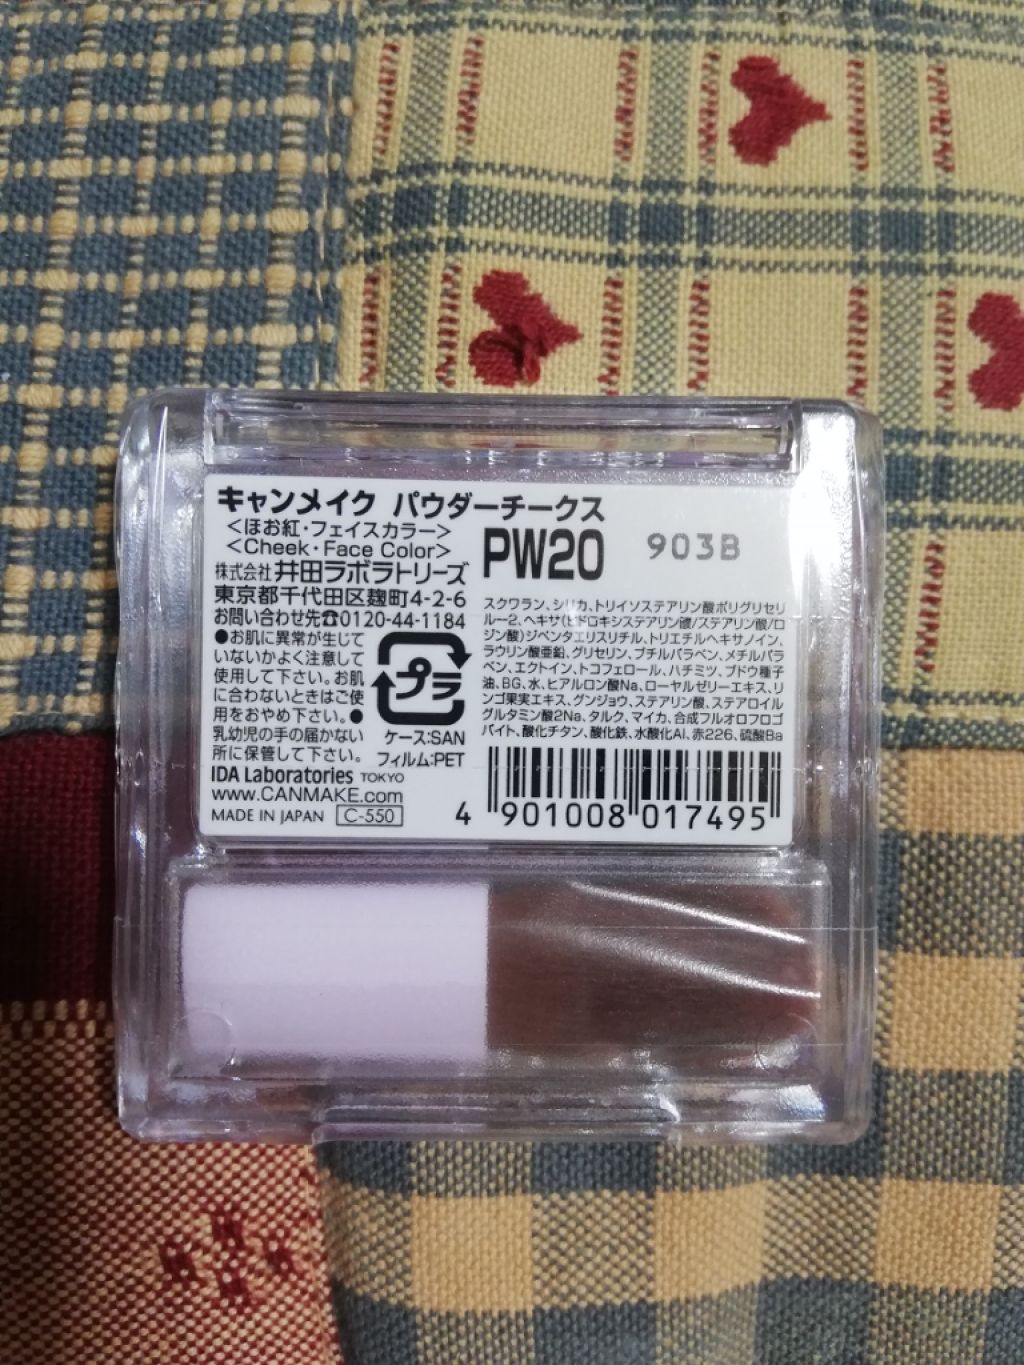 キャンメイク パウダーチークス
<ほお紅・フェイスカラー>
<Cheek・Face Color>
PW20
903B
株式会社 井田ラボラトリーズ
東京都千代田区麹町4-2-6
お問い合わせ先☎0120-44-1184
●お肌に異常が生じて
いないかよく注意して
使用して下さい。お肌
に合わないときはご使
用をおやめ下さい。●
乳幼児の手の届かない
所に保管して下さい。
プラ
ケース:SAN
フィルム:PET
IDA Laboratories TOKYO
www.CANMAKE.com
MADE IN JAPAN C-550
スクワラン、シリカ、トリイソステアリン酸ポリグリセリ
ル-2、ヘキサ(ヒドロキシステアリン酸/ステアリン酸/ロ
ジン酸)ジペンタエリスリチル、トリエチルヘキサノイン、
ラウリン酸亜鉛、グリセリン、ブチルパラベン、メチルパラ
ベン、エクトイン、トコフェロール、ハチミツ、ブドウ種子
油、BG、水、ヒアルロン酸Na、ローヤルゼリーエキス、リ
ンゴ果実エキス、グンジョウ、ステアリン酸、ステアロイル
グルタミン酸2Na、タルク、マイカ、合成フルオロフロゴ
パイト、酸化チタン、酸化鉄、水酸化Al、赤226、硫酸Ba
4 901008 017495